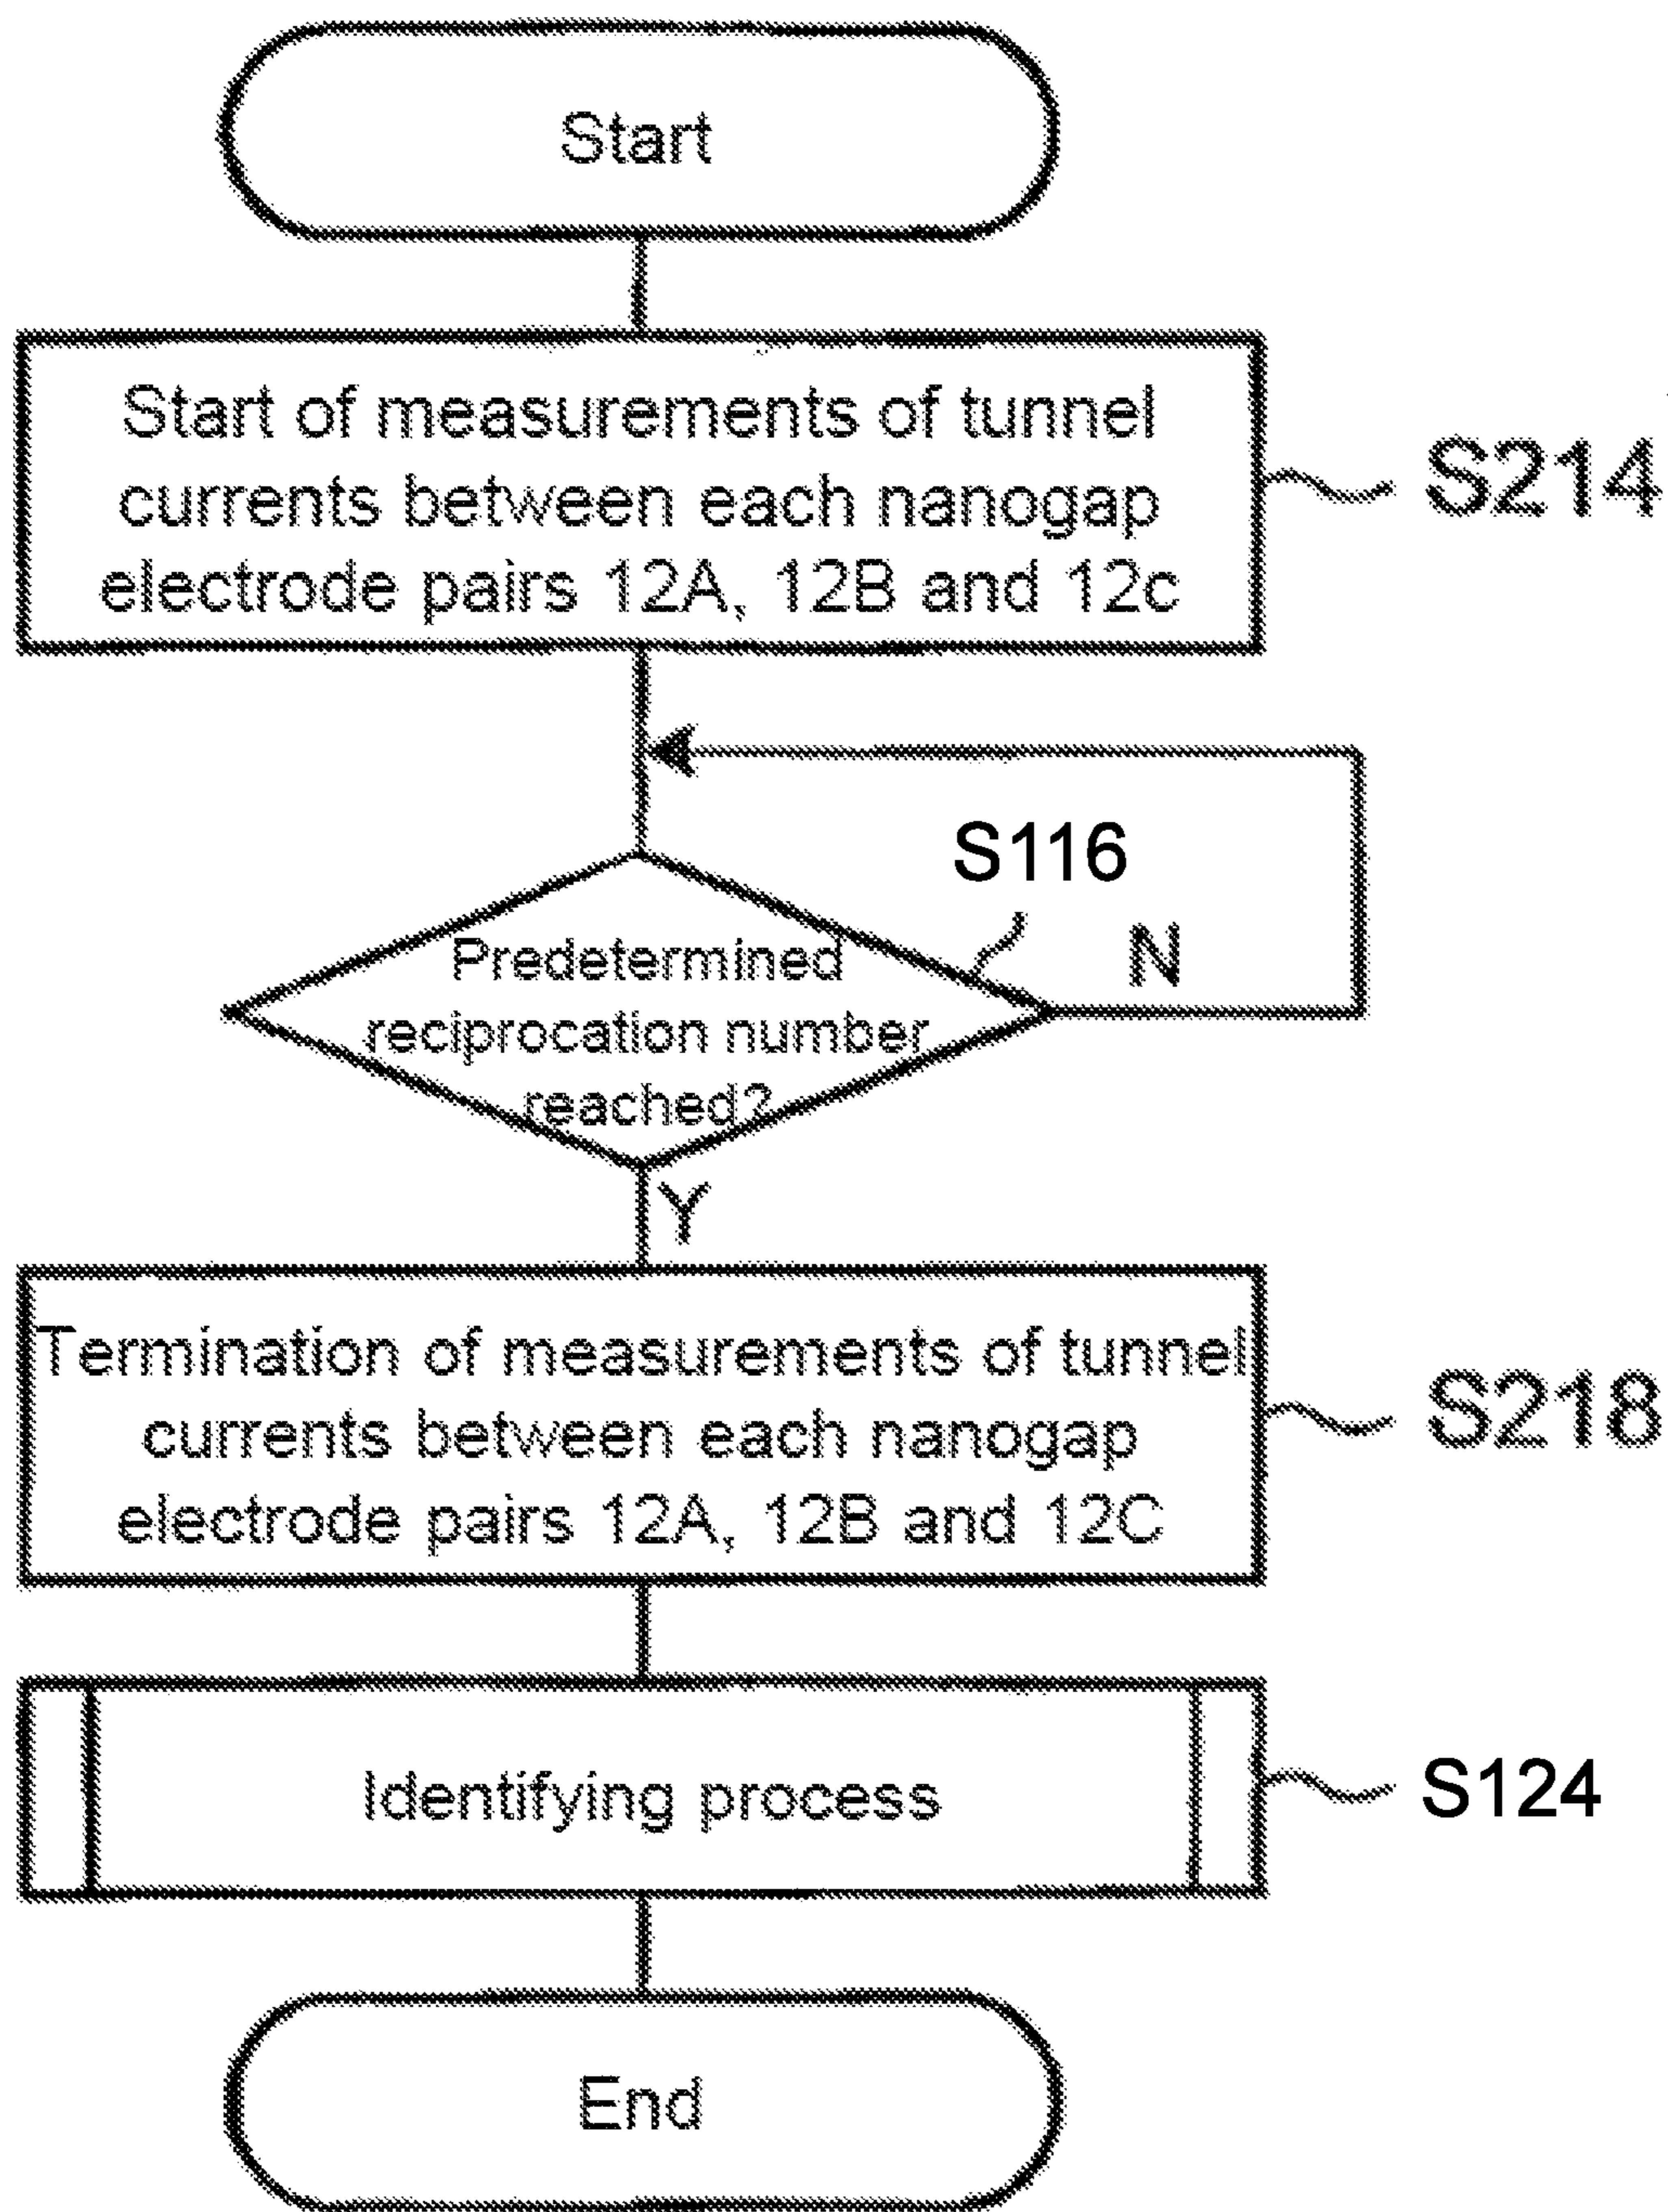 Start
Start of measurements of tunnel
currents between each nanogap
electrode pairs 12A, 12B and 12c
S214
S116
Predetermined
reciprocation number
reached?
N
Y
Termination of measurements of tunnel
currents between each nanogap
electrode pairs 12A, 12B and 12C
S218
Identifying process
S124
End